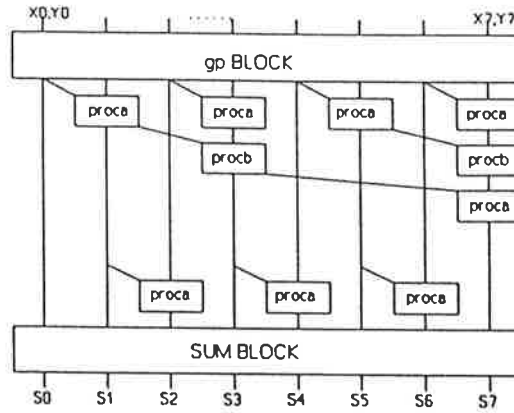 X0,Y0 ........ X7,Y7
gp BLOCK
proca proca proca proca
procb procb
proca
proca proca proca
SUM BLOCK
S0 S1 S2 S3 S4 S5 S6 S7